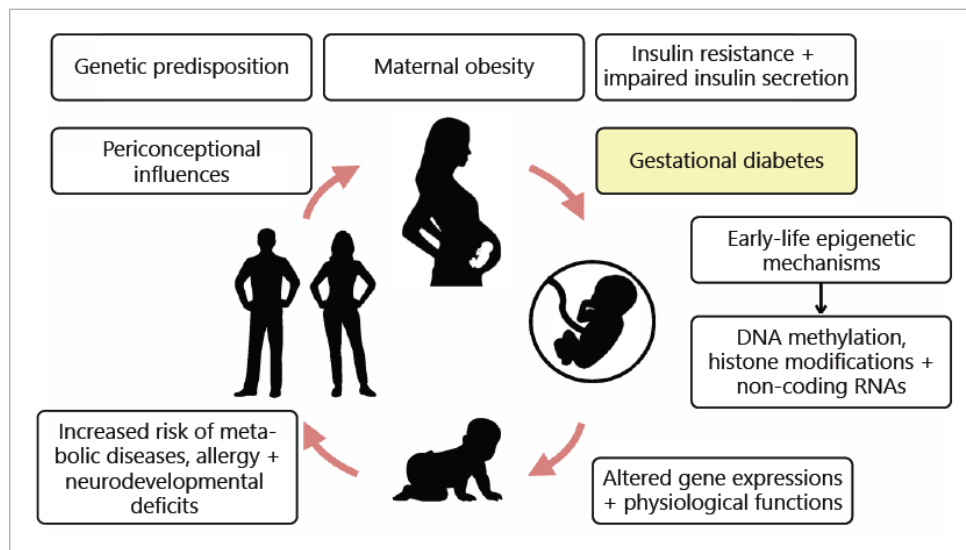 Genetic predisposition
Maternal obesity
Insulin resistance +
impaired insulin secretion
Periconceptional
influences
Gestational diabetes
Early-life epigenetic
mechanisms
DNA methylation,
histone modifications +
non-coding RNAs
Increased risk of meta-
bolic diseases, allergy +
neurodevelopmental
deficits
Altered gene expressions
+ physiological functions